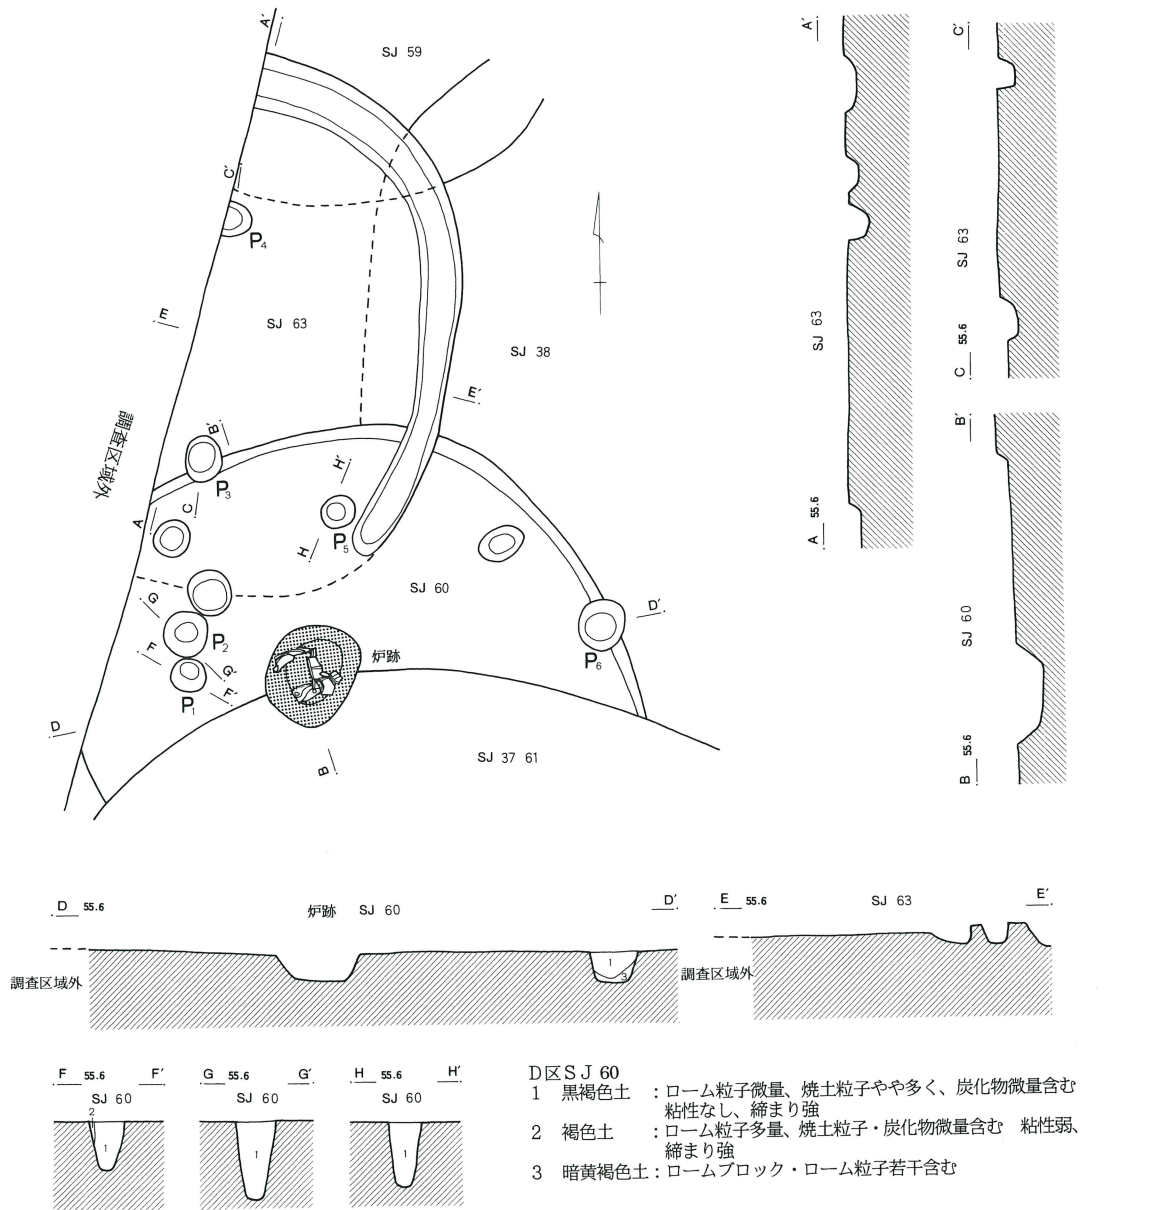 A'
SJ 59
C'
P4
E
SJ 63
SJ 38
E'
調査区域外
B'
P3
C
A
H'
H
P5
SJ 60
G
P2
F
G'
F'
P1
炉跡
D'
P6
D
B
SJ 37 61
A'
SJ 63
55.6
A
C'
SJ 63
55.6
C
B'
SJ 60
55.6
B
D 55.6 炉跡 SJ 60 D'
調査区域外
1
3
E 55.6 SJ 63 E'
調査区域外
F 55.6 F'
SJ 60
2
1
G 55.6 G'
SJ 60
1
H 55.6 H'
SJ 60
1
D区SJ 60
1 黒褐色土 :ローム粒子微量、焼土粒子やや多く、炭化物微量含む
粘性なし、締まり強
2 褐色土 :ローム粒子多量、焼土粒子・炭化物微量含む 粘性弱、
締まり強
3 暗黄褐色土:ロームブロック・ローム粒子若干含む